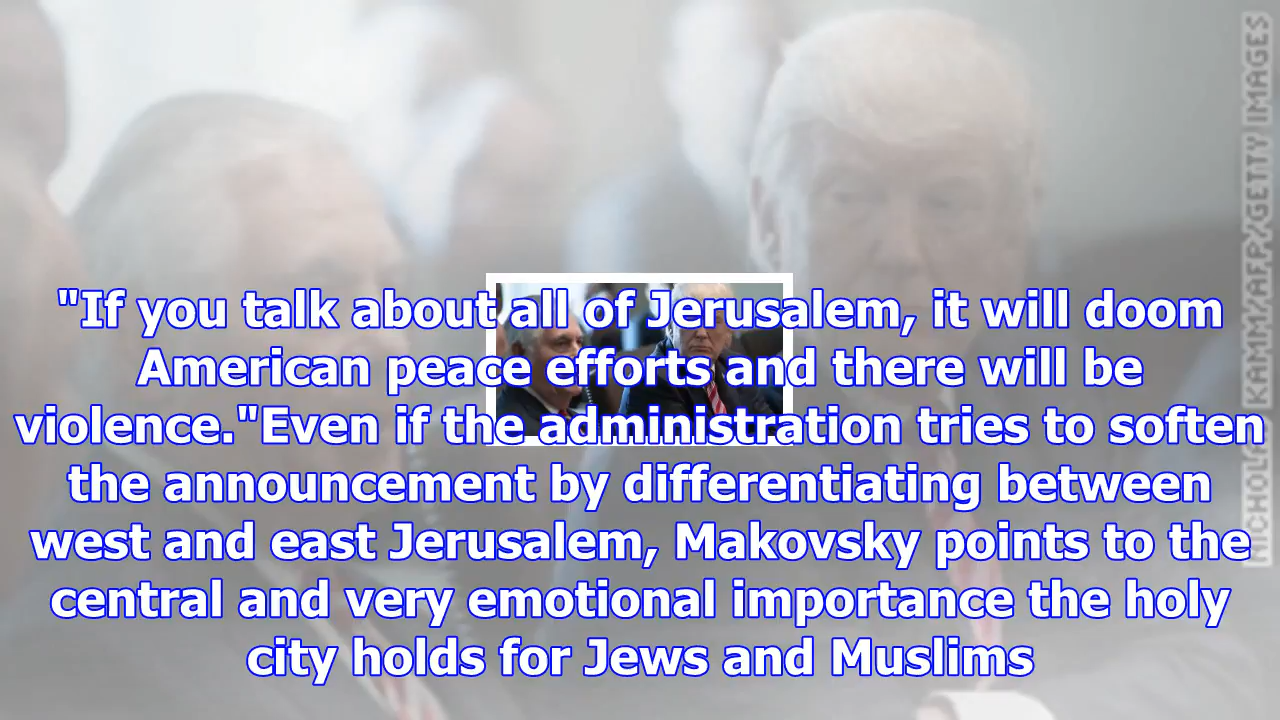 "If you talk about all of Jerusalem, it will doom
American peace efforts and there will be
violence."Even if the administration tries to soften
the announcement by differentiating between
west and east Jerusalem, Makovsky points to the
central and very emotional importance the holy
city holds for Jews and Muslims
NICHOLAS KAMM/AFP/GETTY IMAGES